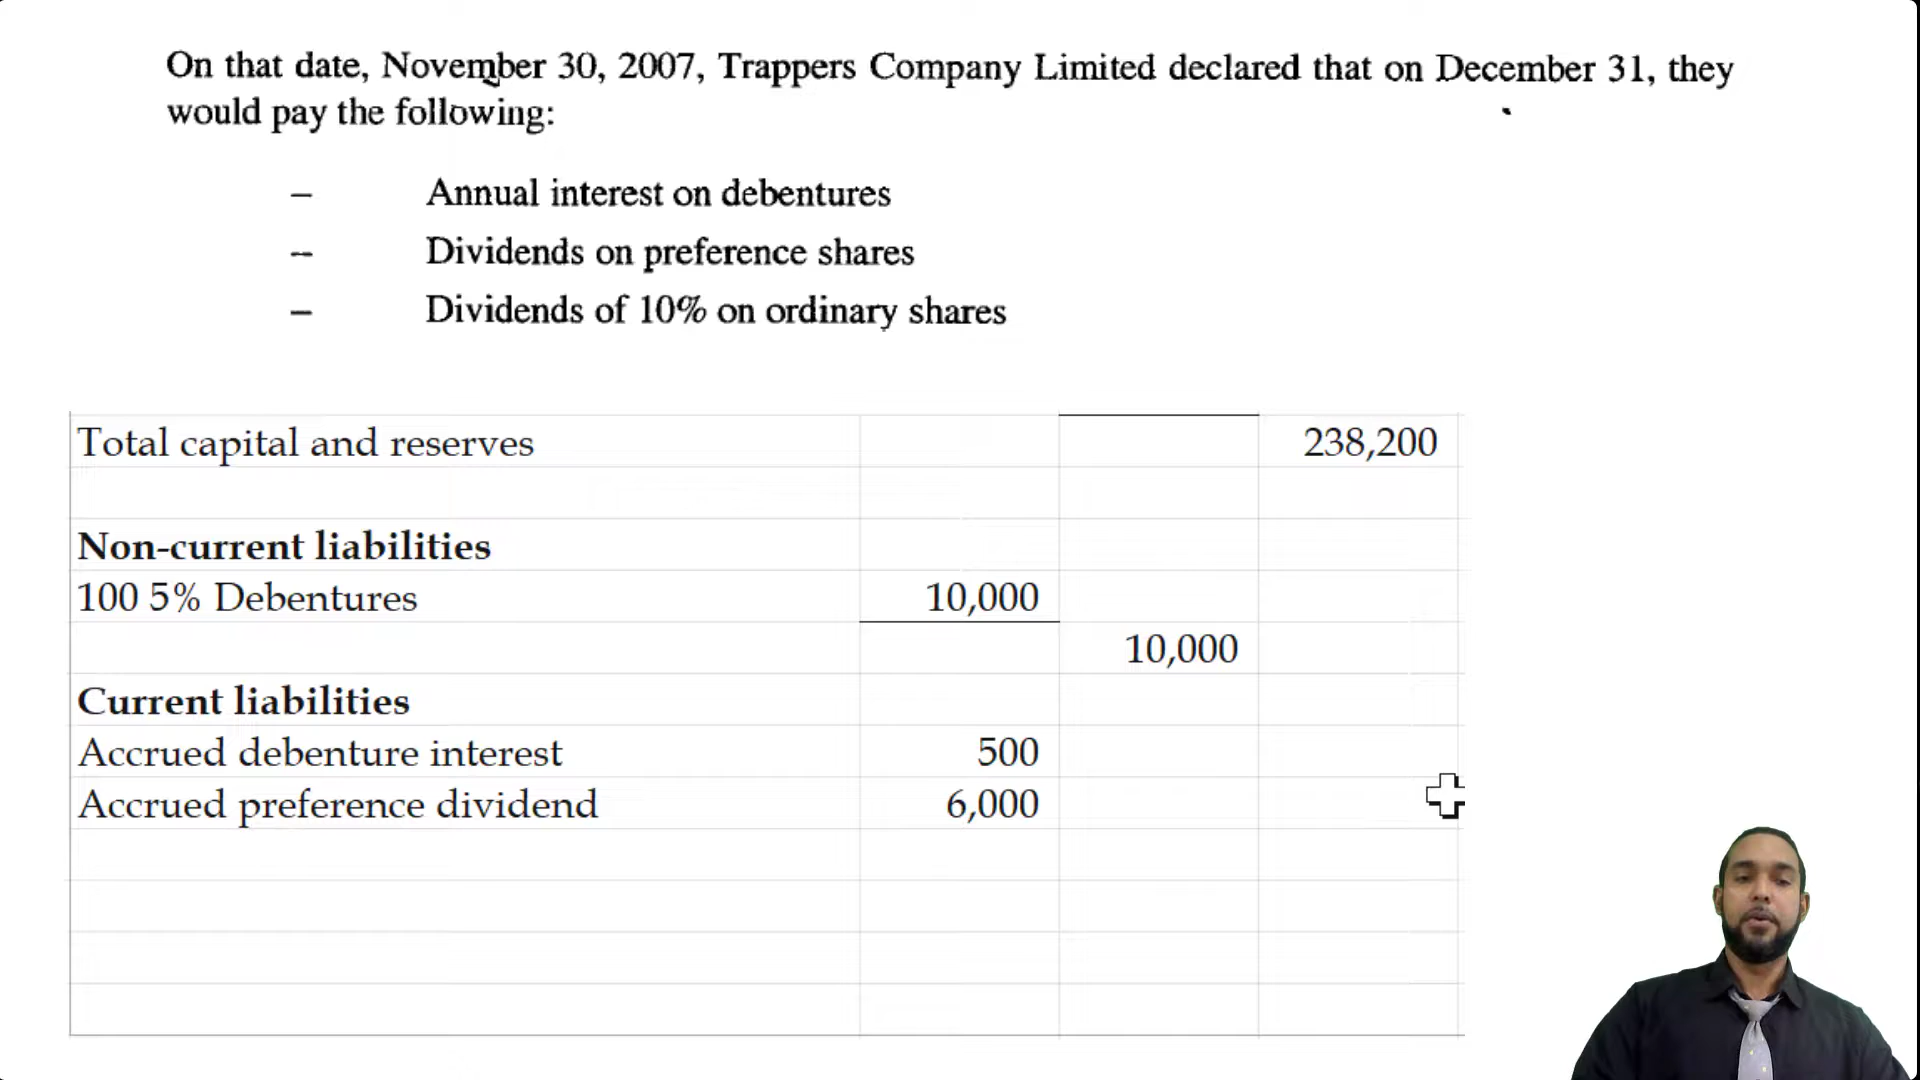 On that date, November 30, 2007, Trappers Company Limited declared that on December 31, they
would pay the following:
– Annual interest on debentures
-- Dividends on preference shares
– Dividends of 10% on ordinary shares
Total capital and reserves 238,200
Non-current liabilities
100 5% Debentures 10,000
10,000
Current liabilities
Accrued debenture interest 500
Accrued preference dividend 6,000